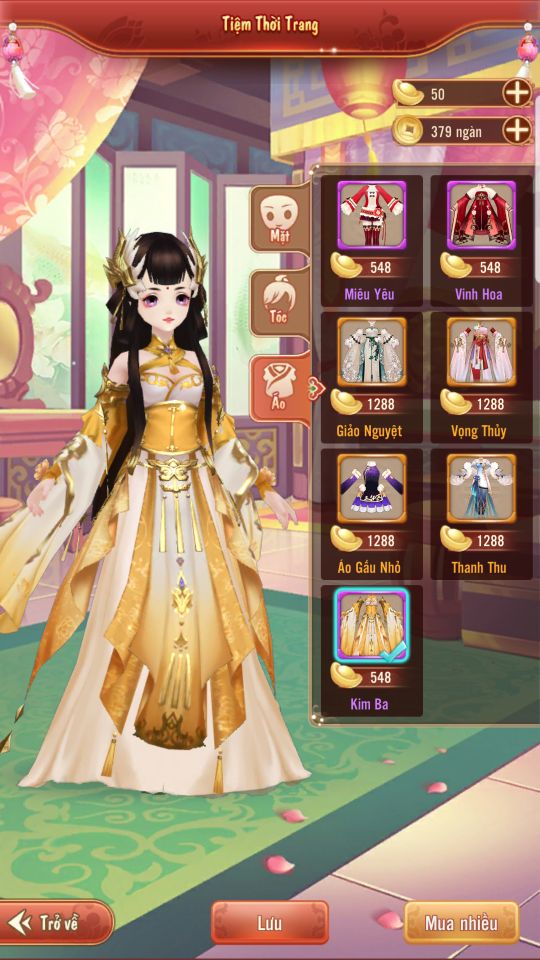 Tiệm Thời Trang
50
379 ngàn
Mặt
Tóc
Áo
548
548
Miêu Yêu
Vinh Hoa
1288
1288
Giảo Nguyệt
Vọng Thủy
1288
1288
Áo Gấu Nhỏ
Thanh Thu
548
Kim Ba
Trở về
Lưu
Mua nhiều